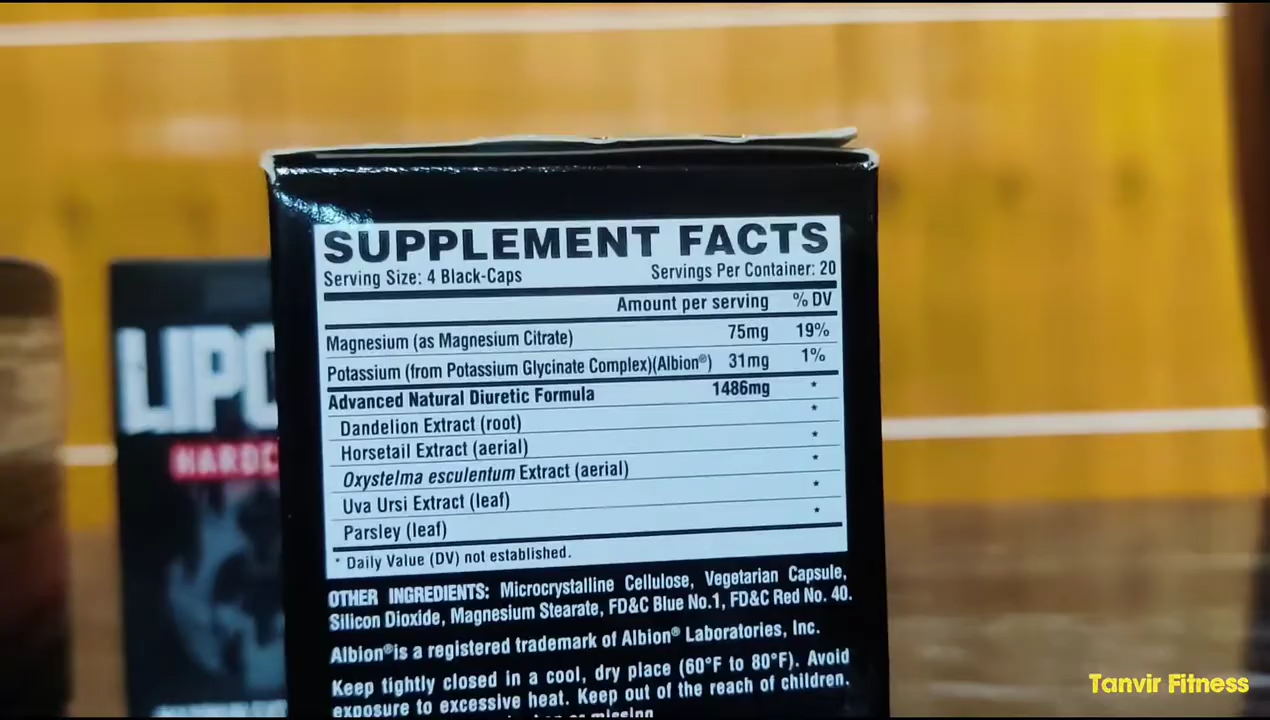 SUPPLEMENT FACTS
Serving Size: 4 Black-Caps Servings Per Container: 20
Amount per serving % DV
Magnesium (as Magnesium Citrate) 75mg 19%
Potassium (from Potassium Glycinate Complex)(Albion®) 31mg 1%
Advanced Natural Diuretic Formula 1486mg *
Dandelion Extract (root) *
Horsetail Extract (aerial) *
Oxystelma esculentum Extract (aerial) *
Uva Ursi Extract (leaf) *
Parsley (leaf) *
* Daily Value (DV) not established.
OTHER INGREDIENTS: Microcrystalline Cellulose, Vegetarian Capsule,
Silicon Dioxide, Magnesium Stearate, FD&C Blue No.1, FD&C Red No. 40.
Albion®is a registered trademark of Albion® Laboratories, Inc.
Keep tightly closed in a cool, dry place (60°F to 80°F). Avoid
exposure to excessive heat. Keep out of the reach of children.
missing
LIPO
HARDC
Tanvir Fitness